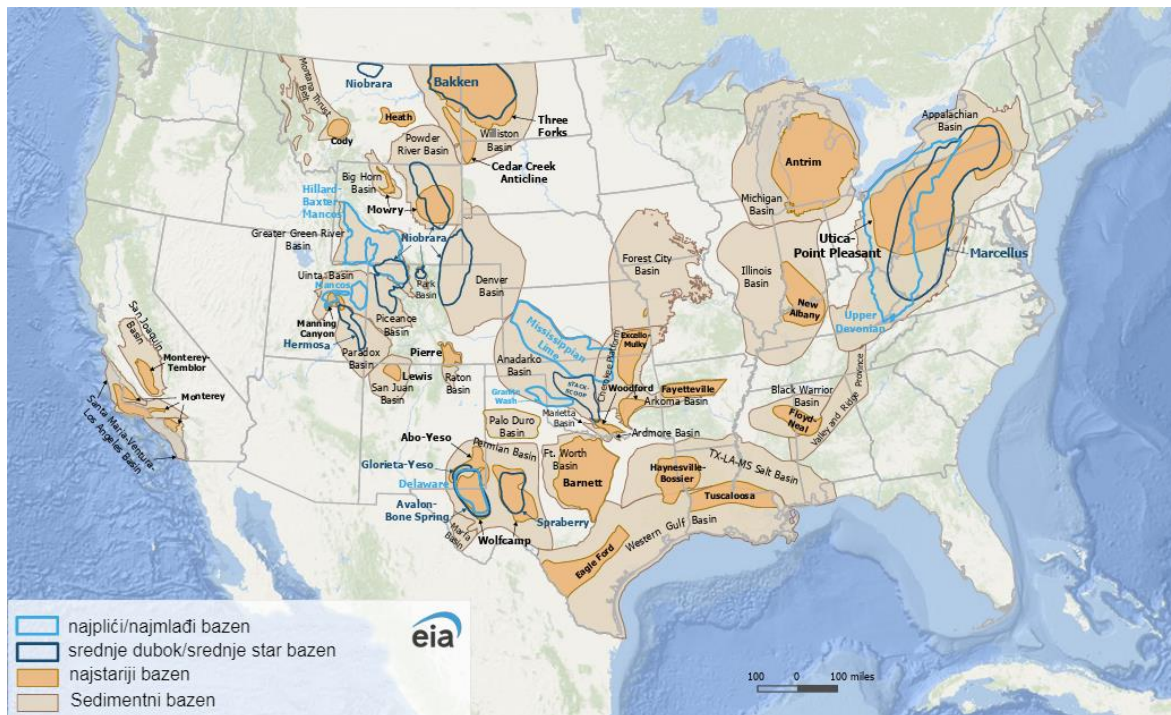 Montana Thrust
Belt
Niobrara
Bakken
Heath
Cody
Three
Forks
Williston
Basin
Powder
River Basin
Cedar Creek
Anticline
Big Horn
Basin
Mowry
Hillard-
Baxter-
Mancos
Greater Green River
Basin
Niobrara
Uinta Basin
Mancos
Park
Basin
Denver
Basin
Manning
Canyon
Piceance
Basin
Hermosa
Paradox
Basin
Pierre
Lewis
San Juan
Basin
Raton
Basin
San Joaquin
Basin
Monterey-
Temblor
Monterey
Santa Maria-Ventura-
Los Angeles Basin
Appalachian
Basin
Antrim
Michigan
Basin
Utica-
Point Pleasant
Marcellus
Upper
Devonian
Forest City
Basin
Illinois
Basin
New
Albany
Mississippian
Lime
Anadarko
Basin
Granite
Wash
STACK-
SCOOP
Cherokee Platform
Excello-
Mulky
Woodford
Fayetteville
Arkoma Basin
Marietta
Basin
Ardmore Basin
Palo Duro
Basin
Black Warrior
Basin
Floyd-
Neal
Valley and Ridge Province
Abo-Yeso
Permian Basin
Glorieta-Yeso
Delaware
Avalon-
Bone Spring
Marfa
Basin
Wolfcamp
Spraberry
Ft. Worth
Basin
Barnett
Haynesville-
Bossier
TX-LA-MS Salt Basin
Tuscaloosa
Western Gulf Basin
Eagle Ford
najplići/najmlađi bazen
srednje dubok/srednje star bazen
najstariji bazen
Sedimentni bazen
eia
100 0 100 miles